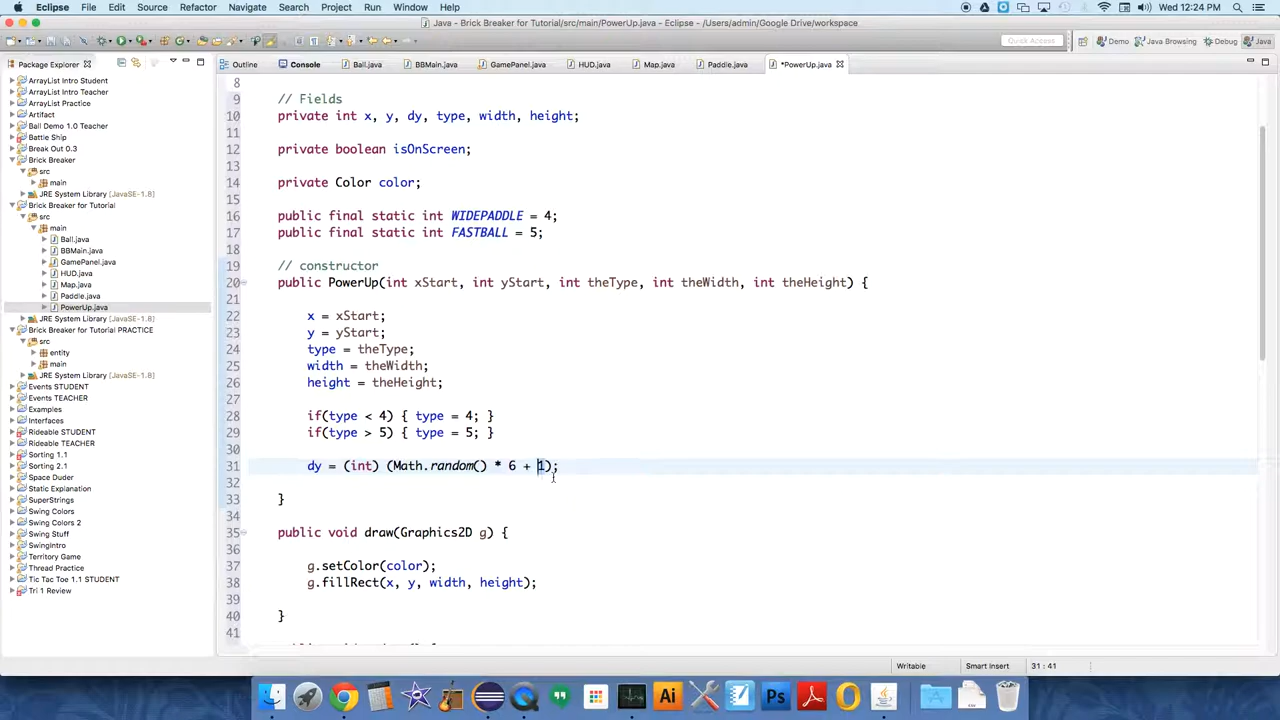 Eclipse File Edit Source Refactor Navigate Search Project Run Window Help
Wed 12:24 PM
Java - Brick Breaker for Tutorial/src/main/PowerUp.java - Eclipse - /Users/admin/Google Drive/workspace
Quick Access Demo Java Browsing Debug Java
Package Explorer
Outline Console Ball.java BBMain.java GamePanel.java HUD.java Map.java Paddle.java *PowerUp.java
ArrayList Intro Student
ArrayList Intro Teacher
ArrayList Practice
Artifact
Ball Demo 1.0 Teacher
Battle Ship
Break Out 0.3
Brick Breaker
src
main
JRE System Library [JavaSE-1.8]
Brick Breaker for Tutorial
src
main
Ball.java
BBMain.java
GamePanel.java
HUD.java
Map.java
Paddle.java
PowerUp.java
JRE System Library [JavaSE-1.8]
Brick Breaker for Tutorial PRACTICE
src
entity
main
JRE System Library [JavaSE-1.8]
Events STUDENT
Events TEACHER
Examples
Interfaces
Rideable STUDENT
Rideable TEACHER
Sorting 1.1
Sorting 2.1
Space Duder
Static Explanation
SuperStrings
Swing Colors
Swing Colors 2
Swing Stuff
SwingIntro
Territory Game
Thread Practice
Tic Tac Toe 1.1 STUDENT
Tri 1 Review
8
9 // Fields
10 private int x, y, dy, type, width, height;
11
12 private boolean isOnScreen;
13
14 private Color color;
15
16 public final static int WIDEPADDLE = 4;
17 public final static int FASTBALL = 5;
18
19 // constructor
20 public PowerUp(int xStart, int yStart, int theType, int theWidth, int theHeight) {
21
22 x = xStart;
23 y = yStart;
24 type = theType;
25 width = theWidth;
26 height = theHeight;
27
28 if(type < 4) { type = 4; }
29 if(type > 5) { type = 5; }
30
31 dy = (int) (Math.random() * 6 + 1);
32
33 }
34
35 public void draw(Graphics2D g) {
36
37 g.setColor(color);
38 g.fillRect(x, y, width, height);
39
40 }
41
Writable Smart Insert 31 : 41
Ai Ps